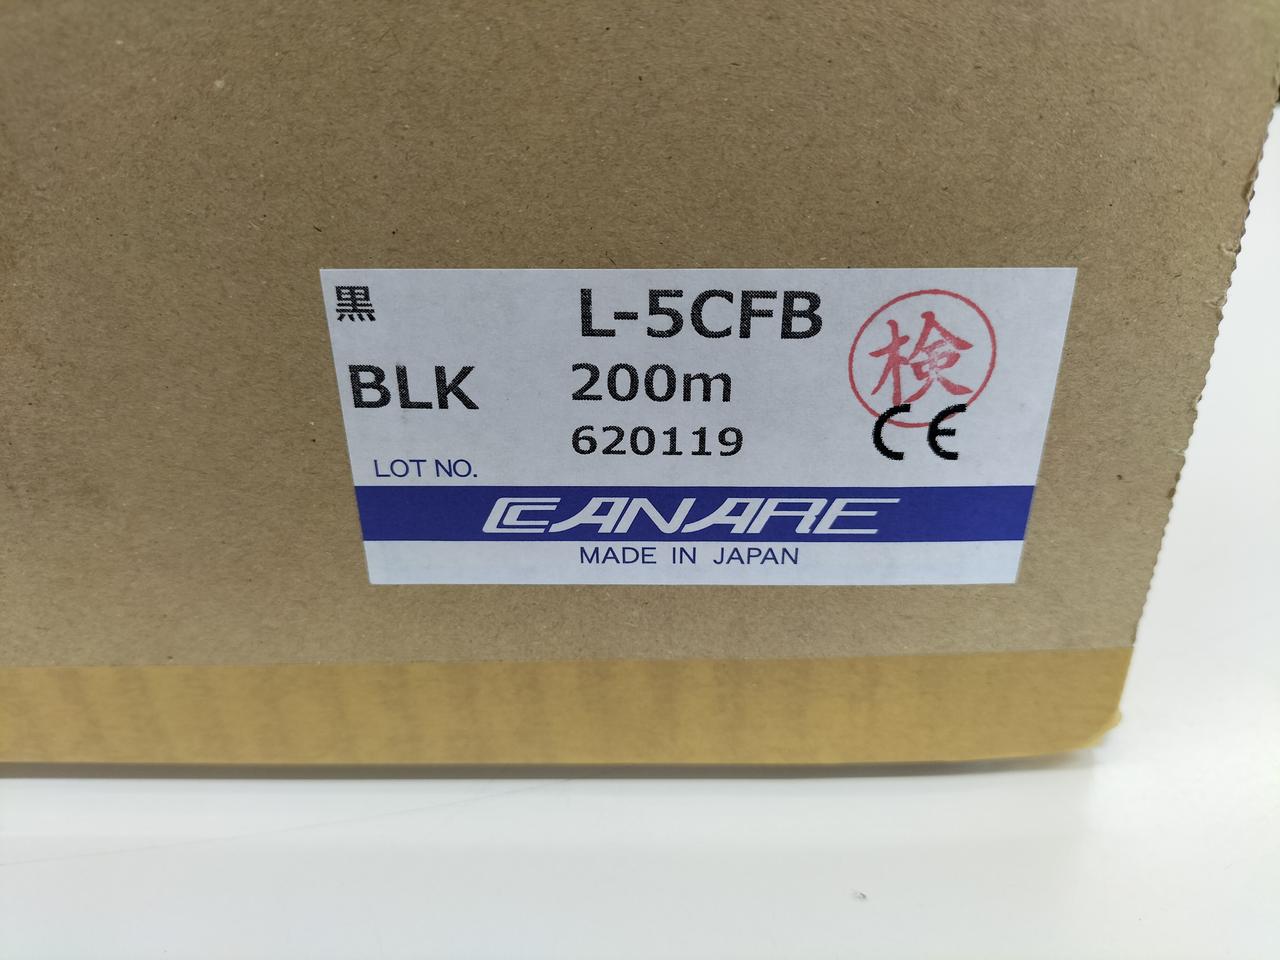 黒 L-5CFB 検
BLK 200m
620119 CE
LOT NO.
CANARE
MADE IN JAPAN